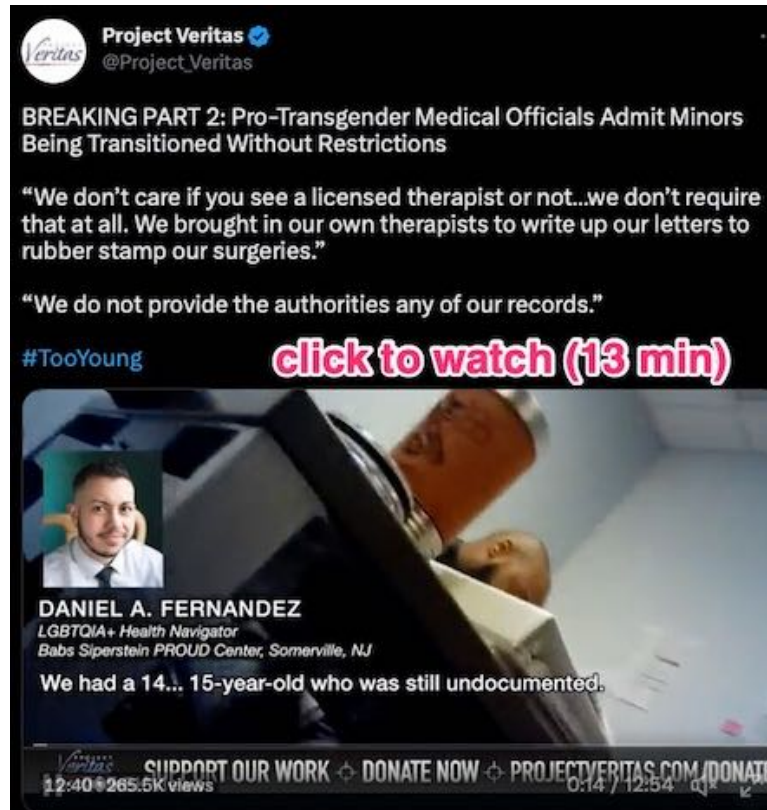 Project Veritas
@Project_Veritas
BREAKING PART 2: Pro-Transgender Medical Officials Admit Minors
Being Transitioned Without Restrictions
“We don’t care if you see a licensed therapist or not...we don’t require
that at all. We brought in our own therapists to write up our letters to
rubber stamp our surgeries.”
“We do not provide the authorities any of our records.”
#TooYoung
click to watch (13 min)
DANIEL A. FERNANDEZ
LGBTQIA+ Health Navigator
Babs Siperstein PROUD Center, Somerville, NJ
We had a 14... 15-year-old who was still undocumented.
Veritas
SUPPORT OUR WORK DONATE NOW PROJECTVERITAS.COM/DONAT
12:40 265.5K views
0:14 / 12:54